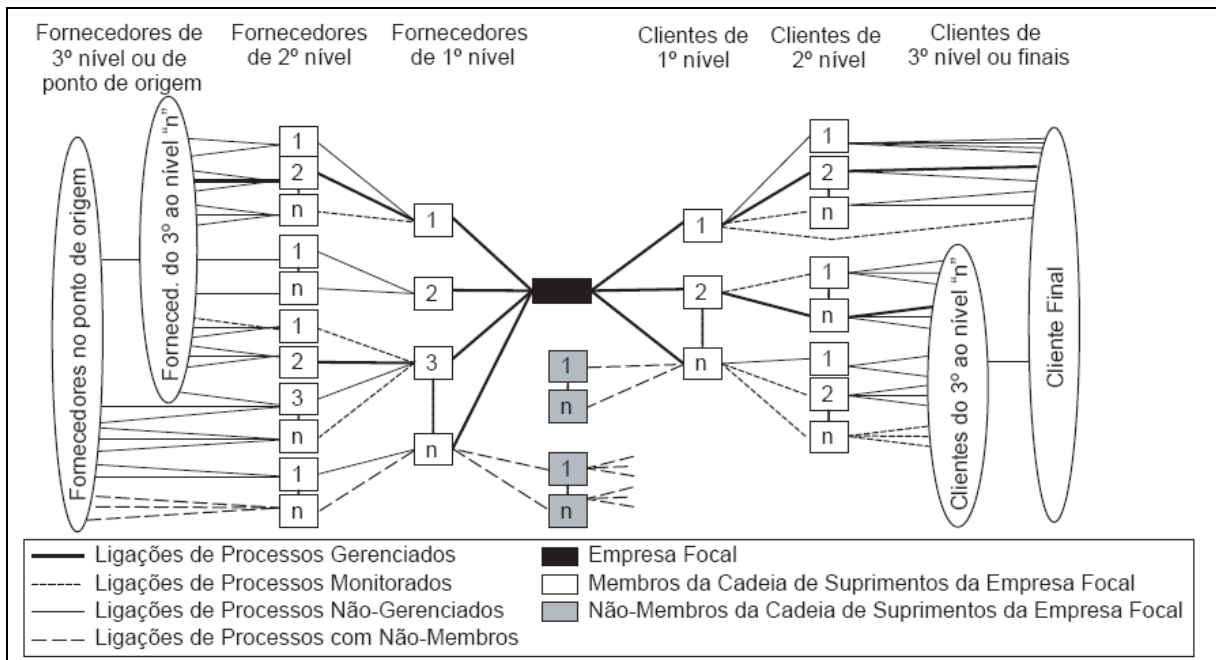 Fornecedores de
3º nível ou de
ponto de origem
Fornecedores
de 2º nível
Fornecedores
de 1º nível
Clientes de
1º nível
Clientes de
2º nível
Clientes de
3º nível ou finais
Fornecedores no ponto de origem
Forneced. do 3º ao nível “n”
1
2
n
1
n
1
2
3
n
1
n
1
2
3
n
1
n
1
n
1
2
n
1
2
n
1
n
1
2
n
Clientes do 3º ao nível “n”
Cliente Final
Ligações de Processos Gerenciados
Ligações de Processos Monitorados
Ligações de Processos Não-Gerenciados
Ligações de Processos com Não-Membros
Empresa Focal
Membros da Cadeia de Suprimentos da Empresa Focal
Não-Membros da Cadeia de Suprimentos da Empresa Focal